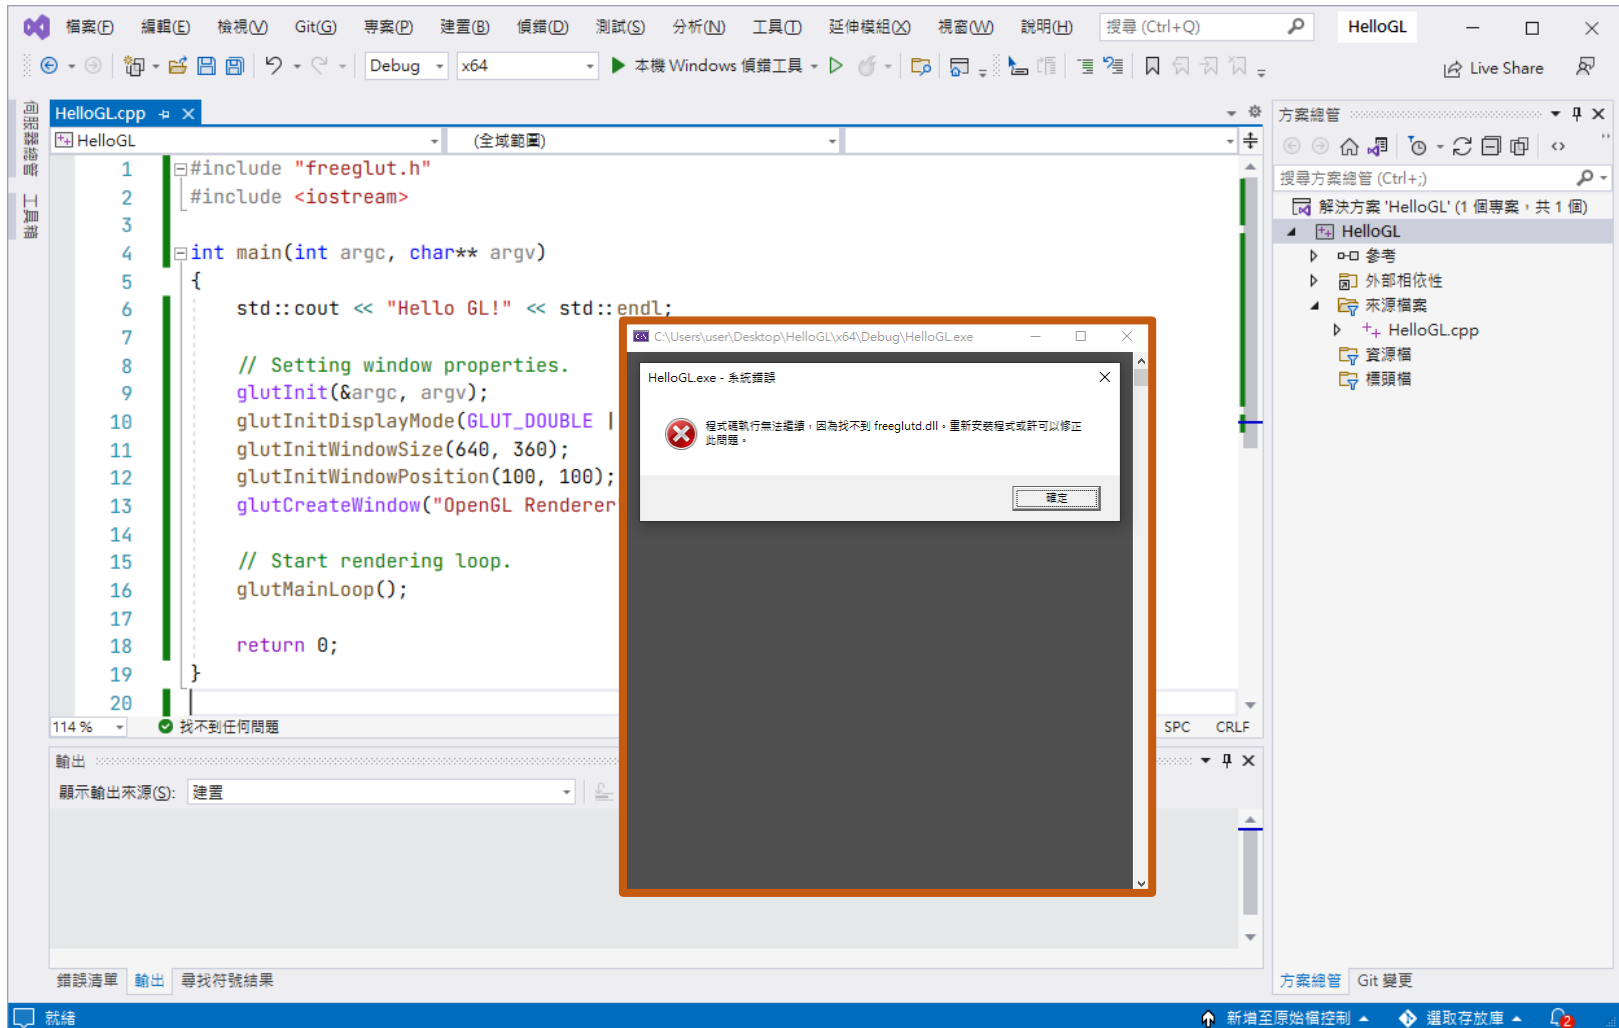 檔案(F) 編輯(E) 檢視(V) Git(G) 專案(P) 建置(B) 偵錯(D) 測試(S) 分析(N) 工具(T) 延伸模組(X) 視窗(W) 說明(H) 搜尋 (Ctrl+Q) HelloGL
Debug x64 本機 Windows 偵錯工具 Live Share
伺服器總管
工具箱
HelloGL.cpp
HelloGL (全域範圍)
1 #include "freeglut.h"
2 #include <iostream>
3
4 int main(int argc, char** argv)
5 {
6 std::cout << "Hello GL!" << std::endl;
7
8 // Setting window properties.
9 glutInit(&argc, argv);
10 glutInitDisplayMode(GLUT_DOUBLE |
11 glutInitWindowSize(640, 360);
12 glutInitWindowPosition(100, 100);
13 glutCreateWindow("OpenGL Renderer"
14
15 // Start rendering loop.
16 glutMainLoop();
17
18 return 0;
19 }
20
114 % 找不到任何問題 SPC CRLF
C:\Users\user\Desktop\HelloGL\x64\Debug\HelloGL.exe
HelloGL.exe - 系統錯誤
程式碼執行無法繼續，因為找不到 freeglutd.dll。重新安裝程式或許可以修正
此問題。
確定
輸出
顯示輸出來源(S): 建置
錯誤清單 輸出 尋找符號結果
方案總管
搜尋方案總管 (Ctrl+;)
解決方案 'HelloGL' (1 個專案，共 1 個)
HelloGL
參考
外部相依性
來源檔案
HelloGL.cpp
資源檔
標頭檔
方案總管 Git 變更
就緒 新增至原始檔控制 選取存放庫 2